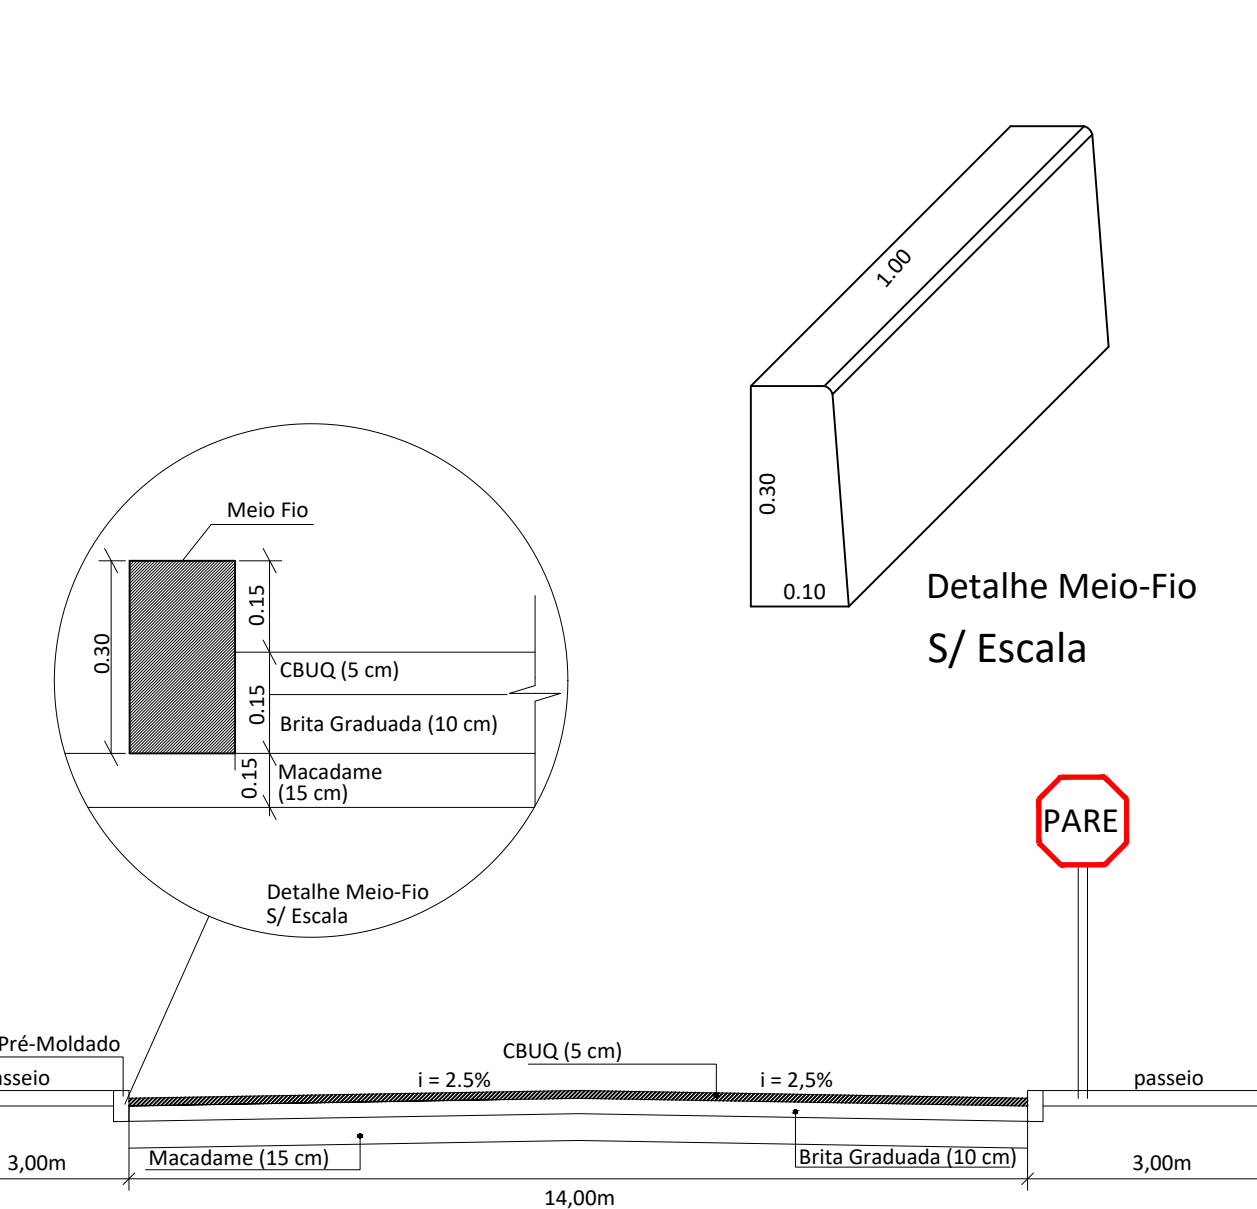 1.00
0.30
0.10
Detalhe Meio-Fio
S/ Escala
Meio Fio
0.15
0.30
CBUQ (5 cm)
0.15
Brita Graduada (10 cm)
0.15
Macadame
(15 cm)
Detalhe Meio-Fio
S/ Escala
PARE
Pré-Moldado
CBUQ (5 cm)
i = 2.5%
i = 2,5%
passeio
Macadame (15 cm)
Brita Graduada (10 cm)
3,00m
14,00m
3,00m